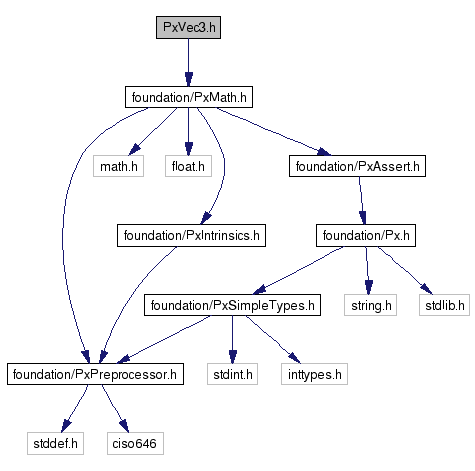 PxVec3.h
foundation/PxMath.h
math.h
float.h
foundation/PxAssert.h
foundation/PxIntrinsics.h
foundation/Px.h
foundation/PxSimpleTypes.h
string.h
stdlib.h
foundation/PxPreprocessor.h
stdint.h
inttypes.h
stddef.h
ciso646